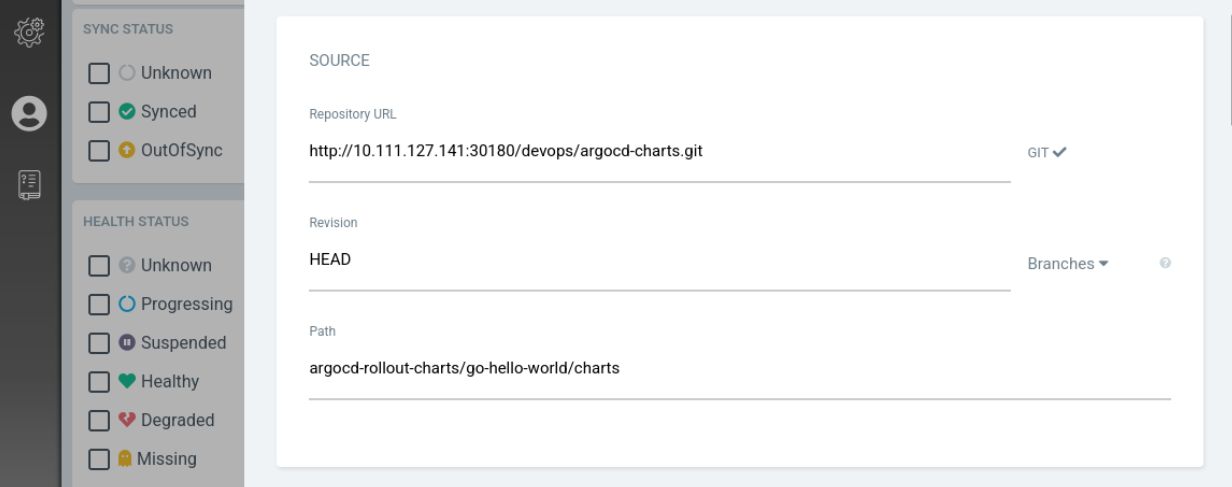 SYNC STATUS
Unknown
Synced
OutOfSync
HEALTH STATUS
Unknown
Progressing
Suspended
Healthy
Degraded
Missing
SOURCE
Repository URL
http://10.111.127.141:30180/devops/argocd-charts.git
GIT
Revision
HEAD
Branches
Path
argocd-rollout-charts/go-hello-world/charts